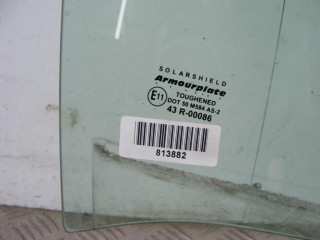 SOLARSHIELD
Armourplate
E11
TOUGHENED
DOT 50 M584 AS-2
43 R-00086
813882